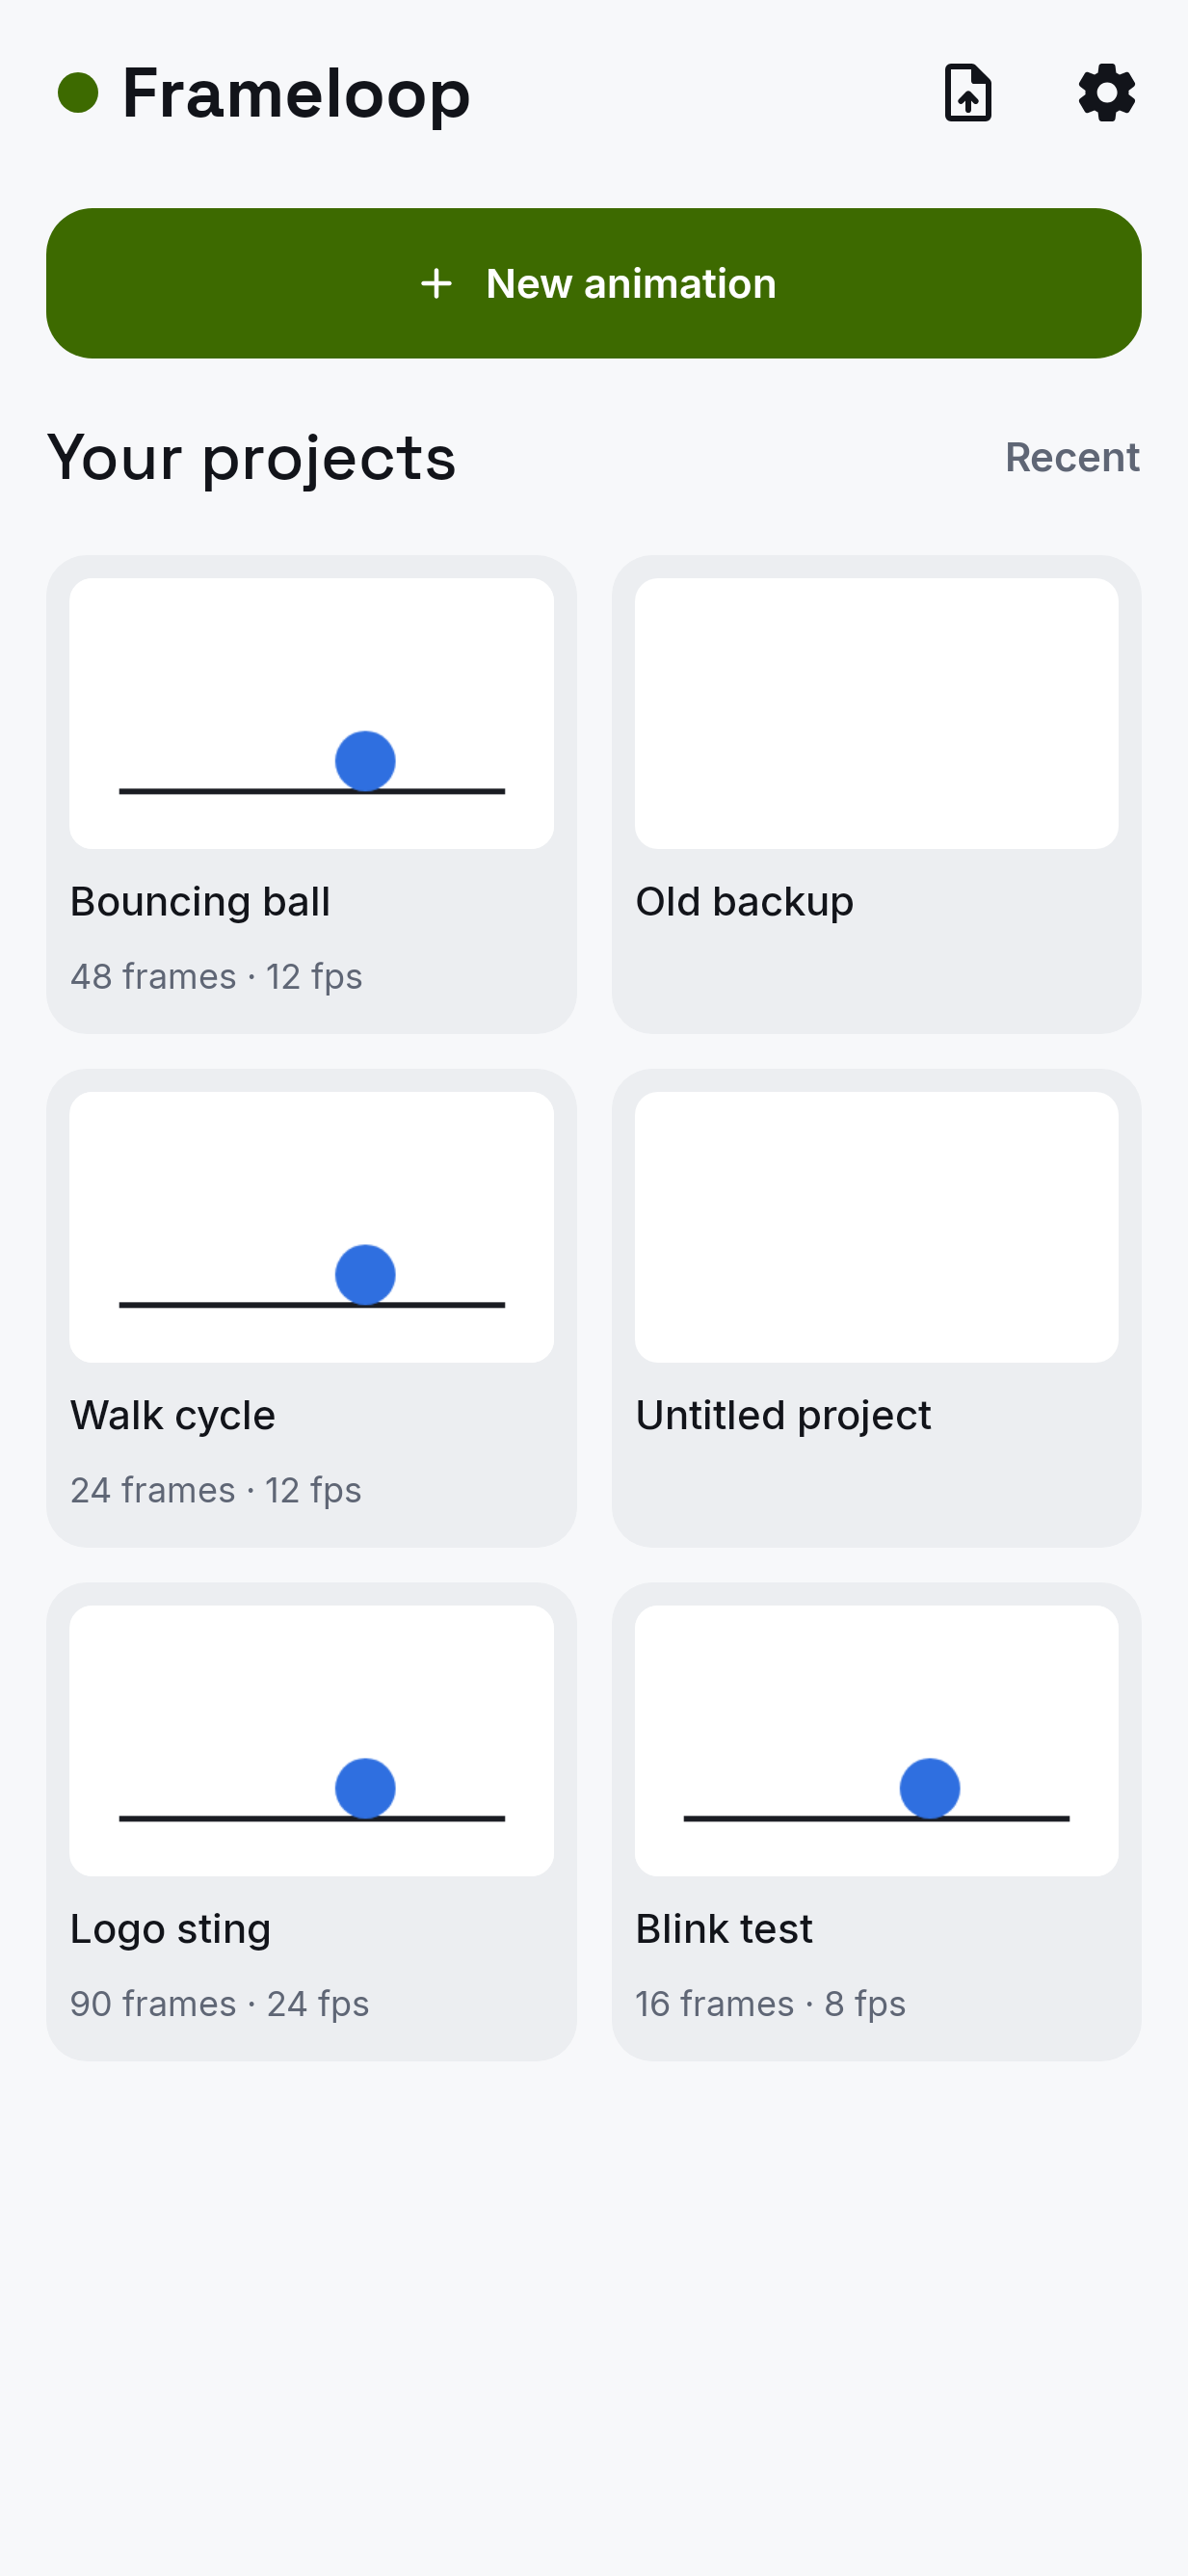 Frameloop
New animation
Your projects
Recent
Bouncing ball
48 frames · 12 fps
Old backup
Walk cycle
24 frames · 12 fps
Untitled project
Logo sting
90 frames · 24 fps
Blink test
16 frames · 8 fps